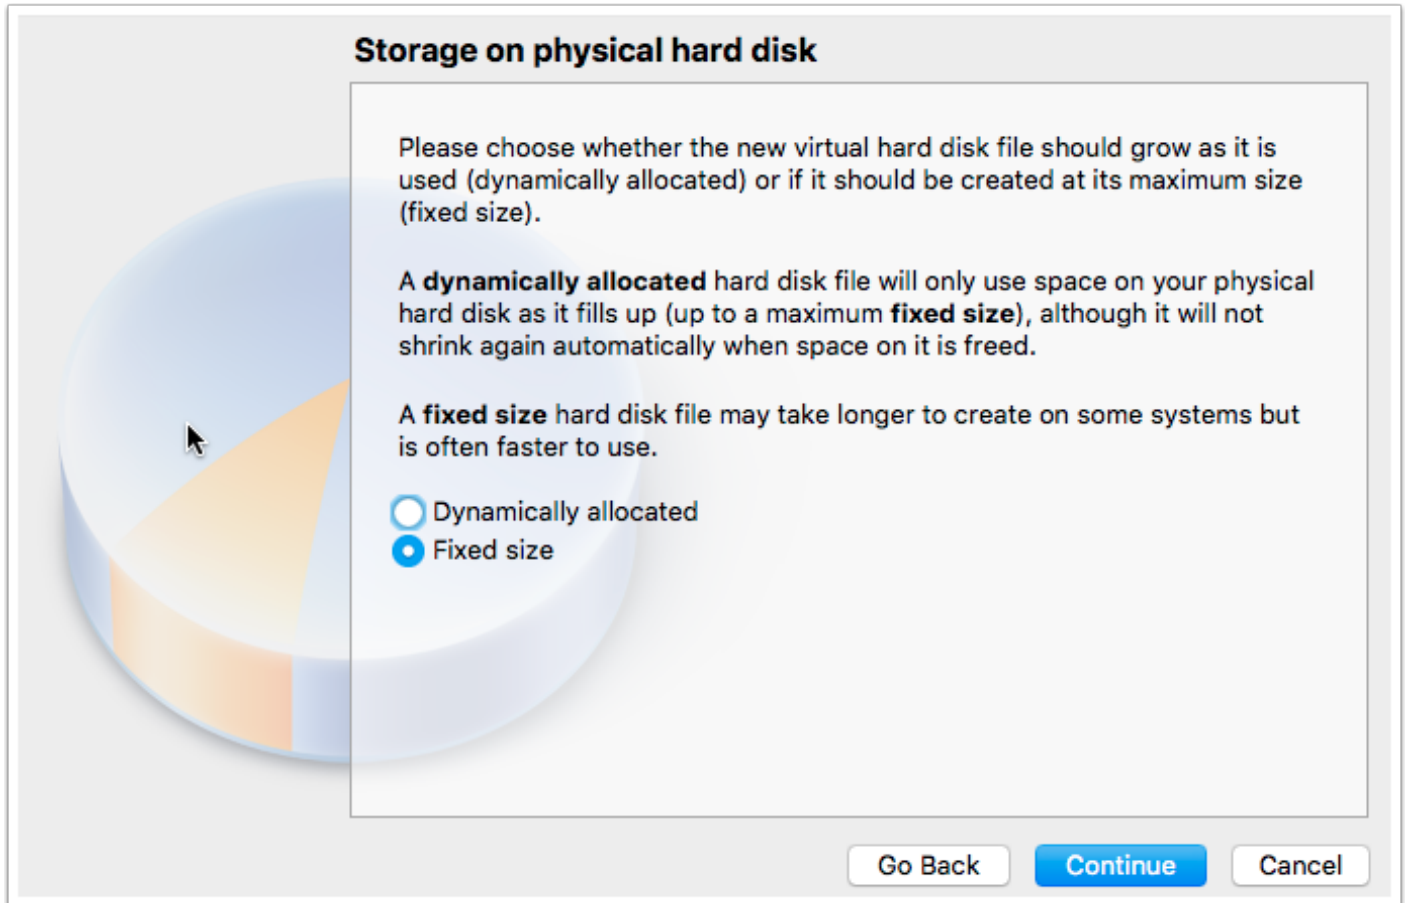 Storage on physical hard disk
Please choose whether the new virtual hard disk file should grow as it is
used (dynamically allocated) or if it should be created at its maximum size
(fixed size).
A dynamically allocated hard disk file will only use space on your physical
hard disk as it fills up (up to a maximum fixed size), although it will not
shrink again automatically when space on it is freed.
A fixed size hard disk file may take longer to create on some systems but
is often faster to use.
Dynamically allocated
Fixed size
Go Back
Continue
Cancel